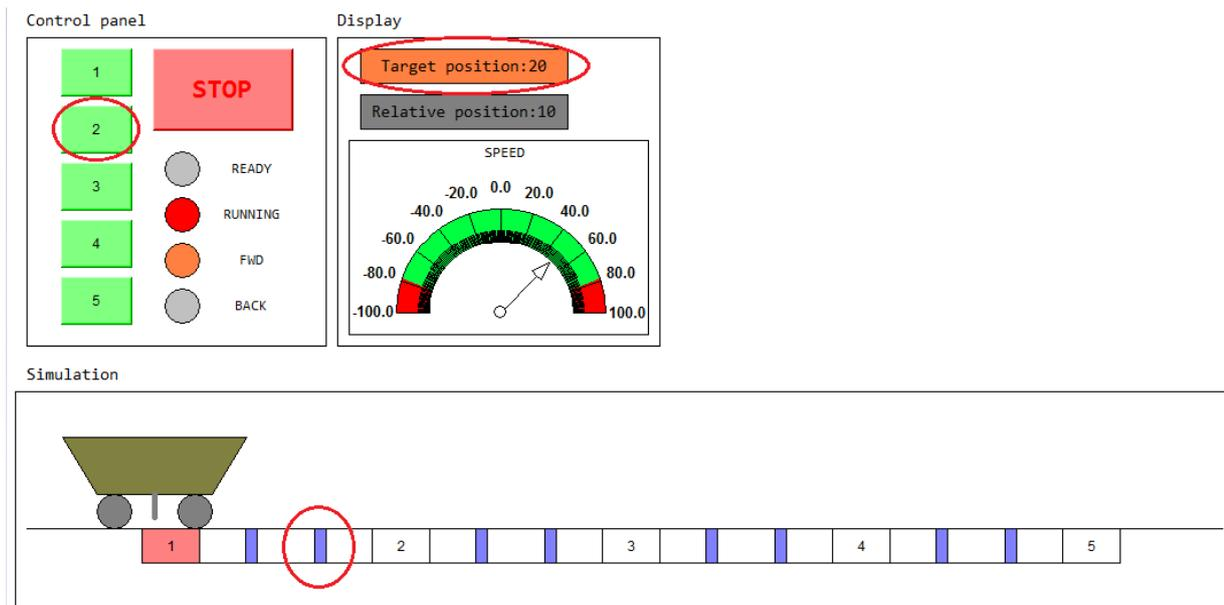 Control panel
Display
1
2
3
4
5
STOP
READY
RUNNING
FWD
BACK
Target position:20
Relative position:10
SPEED
-100.0
-80.0
-60.0
-40.0
-20.0
0.0
20.0
40.0
60.0
80.0
100.0
Simulation
1 2 3 4 5